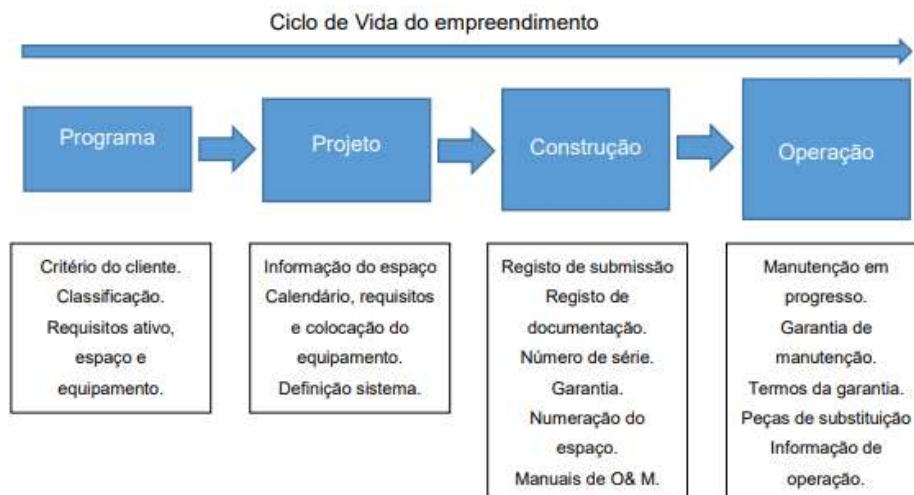 Ciclo de Vida do empreendimento
Programa
Projeto
Construção
Operação
Critério do cliente.
Classificação.
Requisitos ativo,
espaço e
equipamento.
Informação do espaço
Calendário, requisitos
e colocação do
equipamento.
Definição sistema.
Registo de submissão
Registo de
documentação.
Número de série.
Garantia.
Numeração do
espaço.
Manuais de O& M.
Manutenção em
progresso.
Garantia de
manutenção.
Termos da garantia.
Peças de substituição
Informação de
operação.